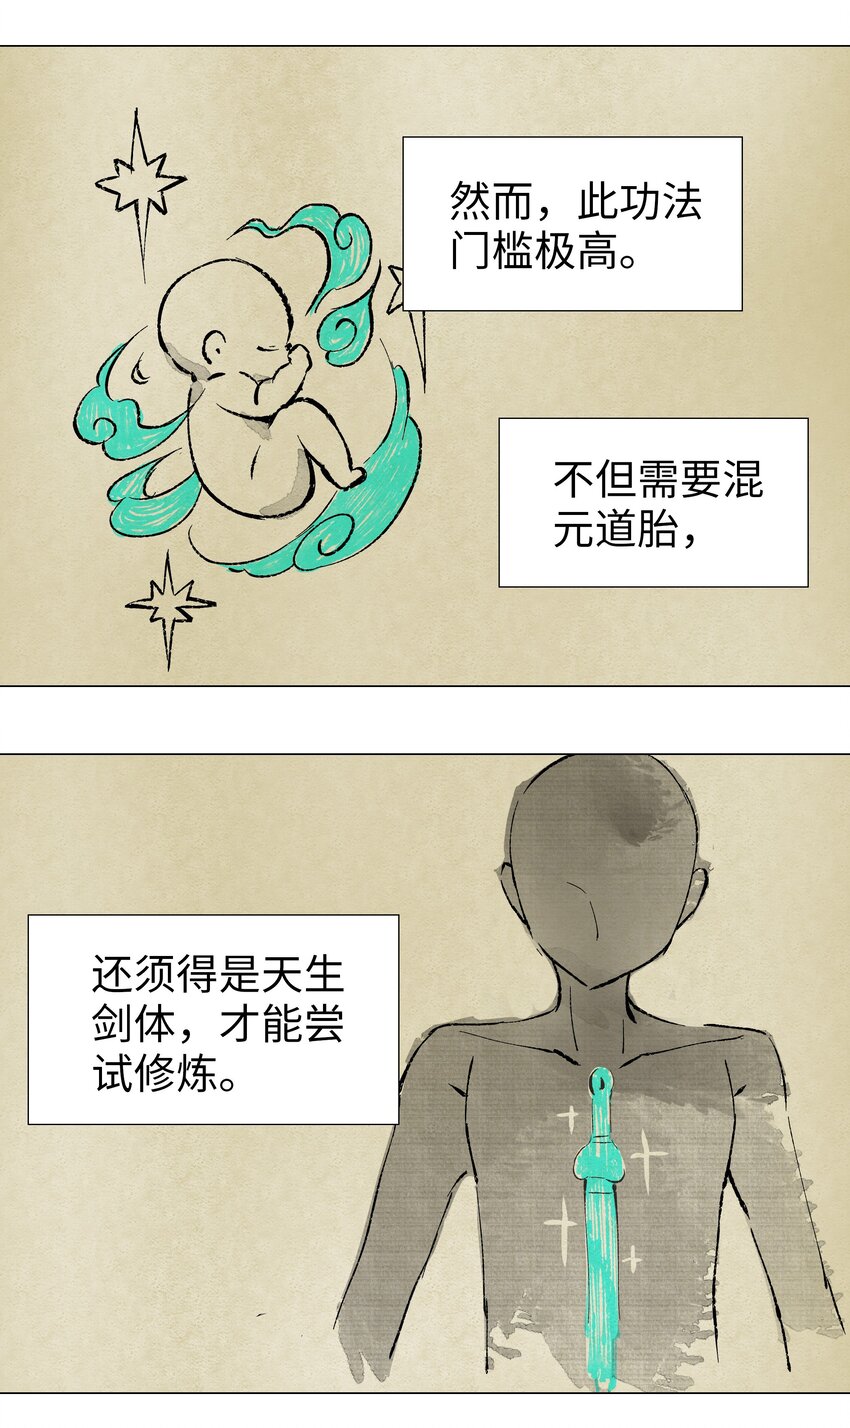 然而，此功法
门槛极高。
不但需要混
元道胎，
还须得是天生
剑体，才能尝
试修炼。